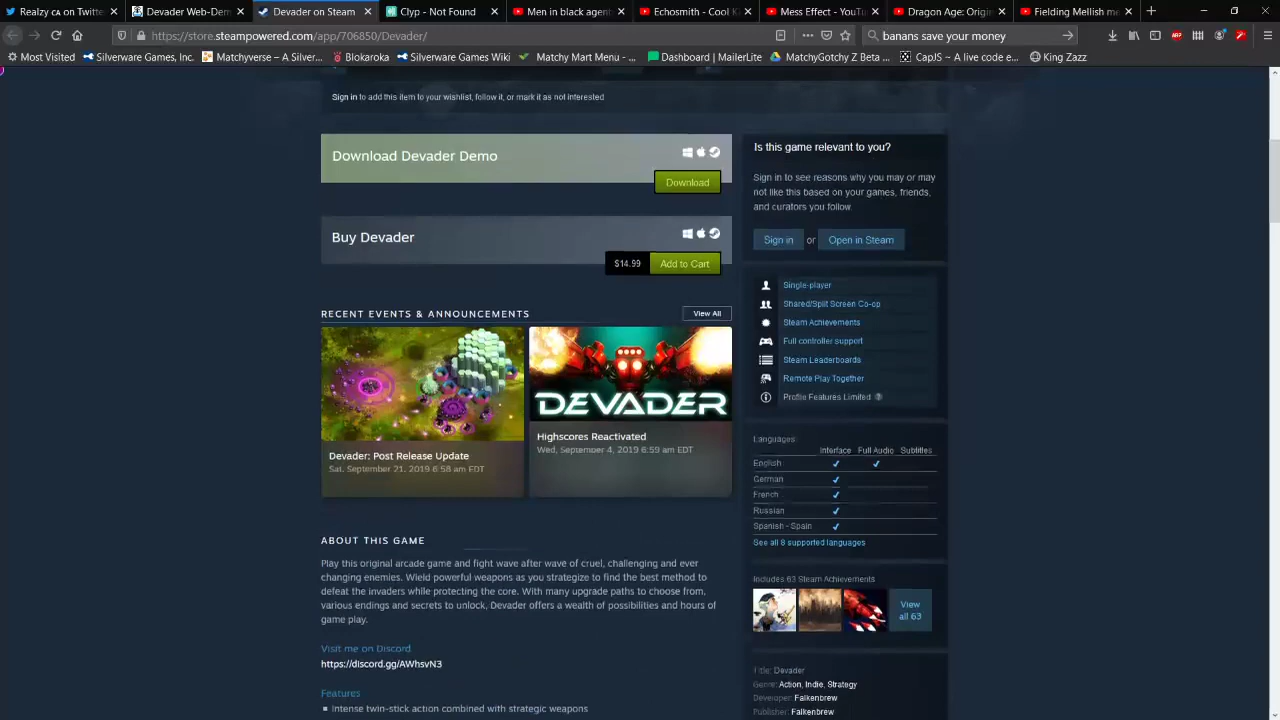 Realzy ca (@TWITTER)
Devader Web-Dem
Devader on Steam
Clyp - Not Found
Men in black agent
Echosmith - Cool K
Mess Effect - YouT
Dragon Age: Origi
Fielding Mellish me
https://store.steampowered.com/app/706850/Devader/
banans save your money
Most Visited
Silverware Games, Inc.
Matchyverse — A Silver...
Blokaroka
Silverware Games Wiki
Matchy Mart Menu - ...
Dashboard | MailerLite
MatchGotchy Z Beta ...
CapJS — A live code e...
King Zazz
Sign in to add this item to your wishlist, follow it, or mark it as not interested
Download Devader Demo
Download
Buy Devader
$14.99 Add to Cart
RECENT EVENTS & ANNOUNCEMENTS
View All
DEVADER
Devader: Post Release Update
Sat, September 21, 2019 6:58 am EDT
Highscores Reactivated
Wed, September 4, 2019 6:59 am EDT
ABOUT THIS GAME
Play this original arcade game and fight wave after wave of cruel, challenging and ever
changing enemies. Wield powerful weapons as you strategize to find the best method to
defeat the invaders while protecting the core. With many upgrade paths to choose from,
various endings and secrets to unlock, Devader offers a wealth of possibilities and hours of
game play.
Visit me on Discord
https://discord.gg/AWhsvN3
Features
Intense twin-stick action combined with strategic weapons
Is this game relevant to you?
Sign in to see reasons why you may or may
not like this based on your games, friends,
and curators you follow.
Sign in or Open in Steam
Single-player
Shared/Split Screen Co-op
Steam Achievements
Full controller support
Steam Leaderboards
Remote Play Together
Profile Features Limited ?
Languages:
Interface Full Audio Subtitles
English ✔ ✔
German ✔
French ✔
Russian ✔
Spanish - Spain ✔
See all 8 supported languages
Includes 63 Steam Achievements
View
all 63
Title: Devader
Genre: Action, Indie, Strategy
Developer: Falkenbrew
Publisher: Falkenbrew